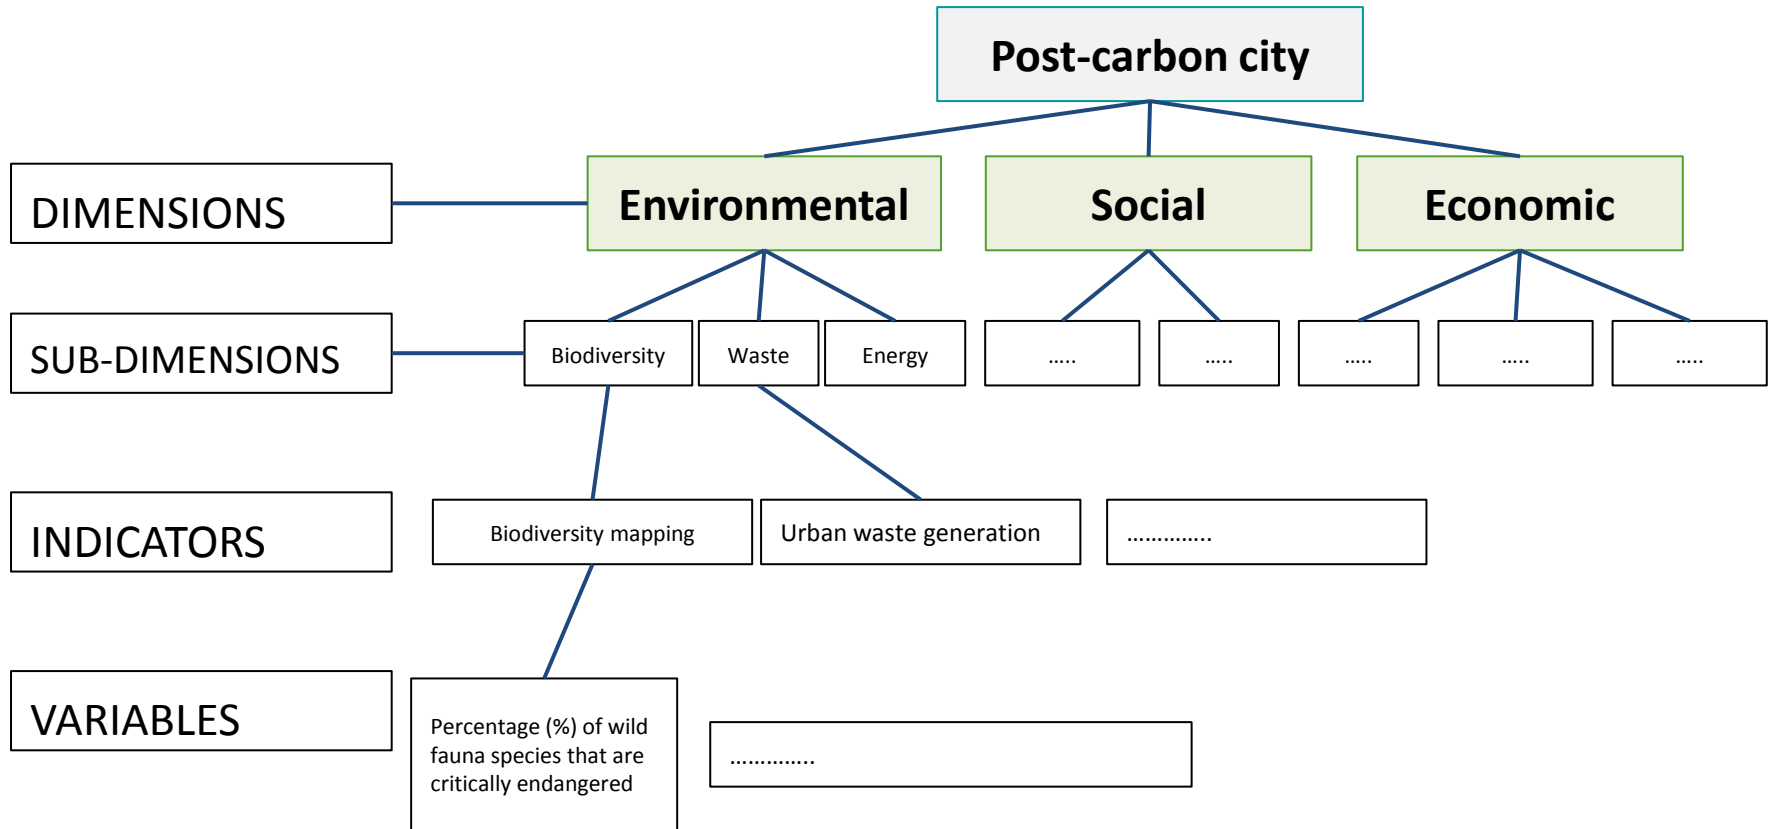 Post-carbon city
DIMENSIONS
Environmental
Social
Economic
SUB-DIMENSIONS
Biodiversity
Waste
Energy
.....
.....
.....
.....
.....
INDICATORS
Biodiversity mapping
Urban waste generation
…………..
VARIABLES
Percentage (%) of wild
fauna species that are
critically endangered
…………..